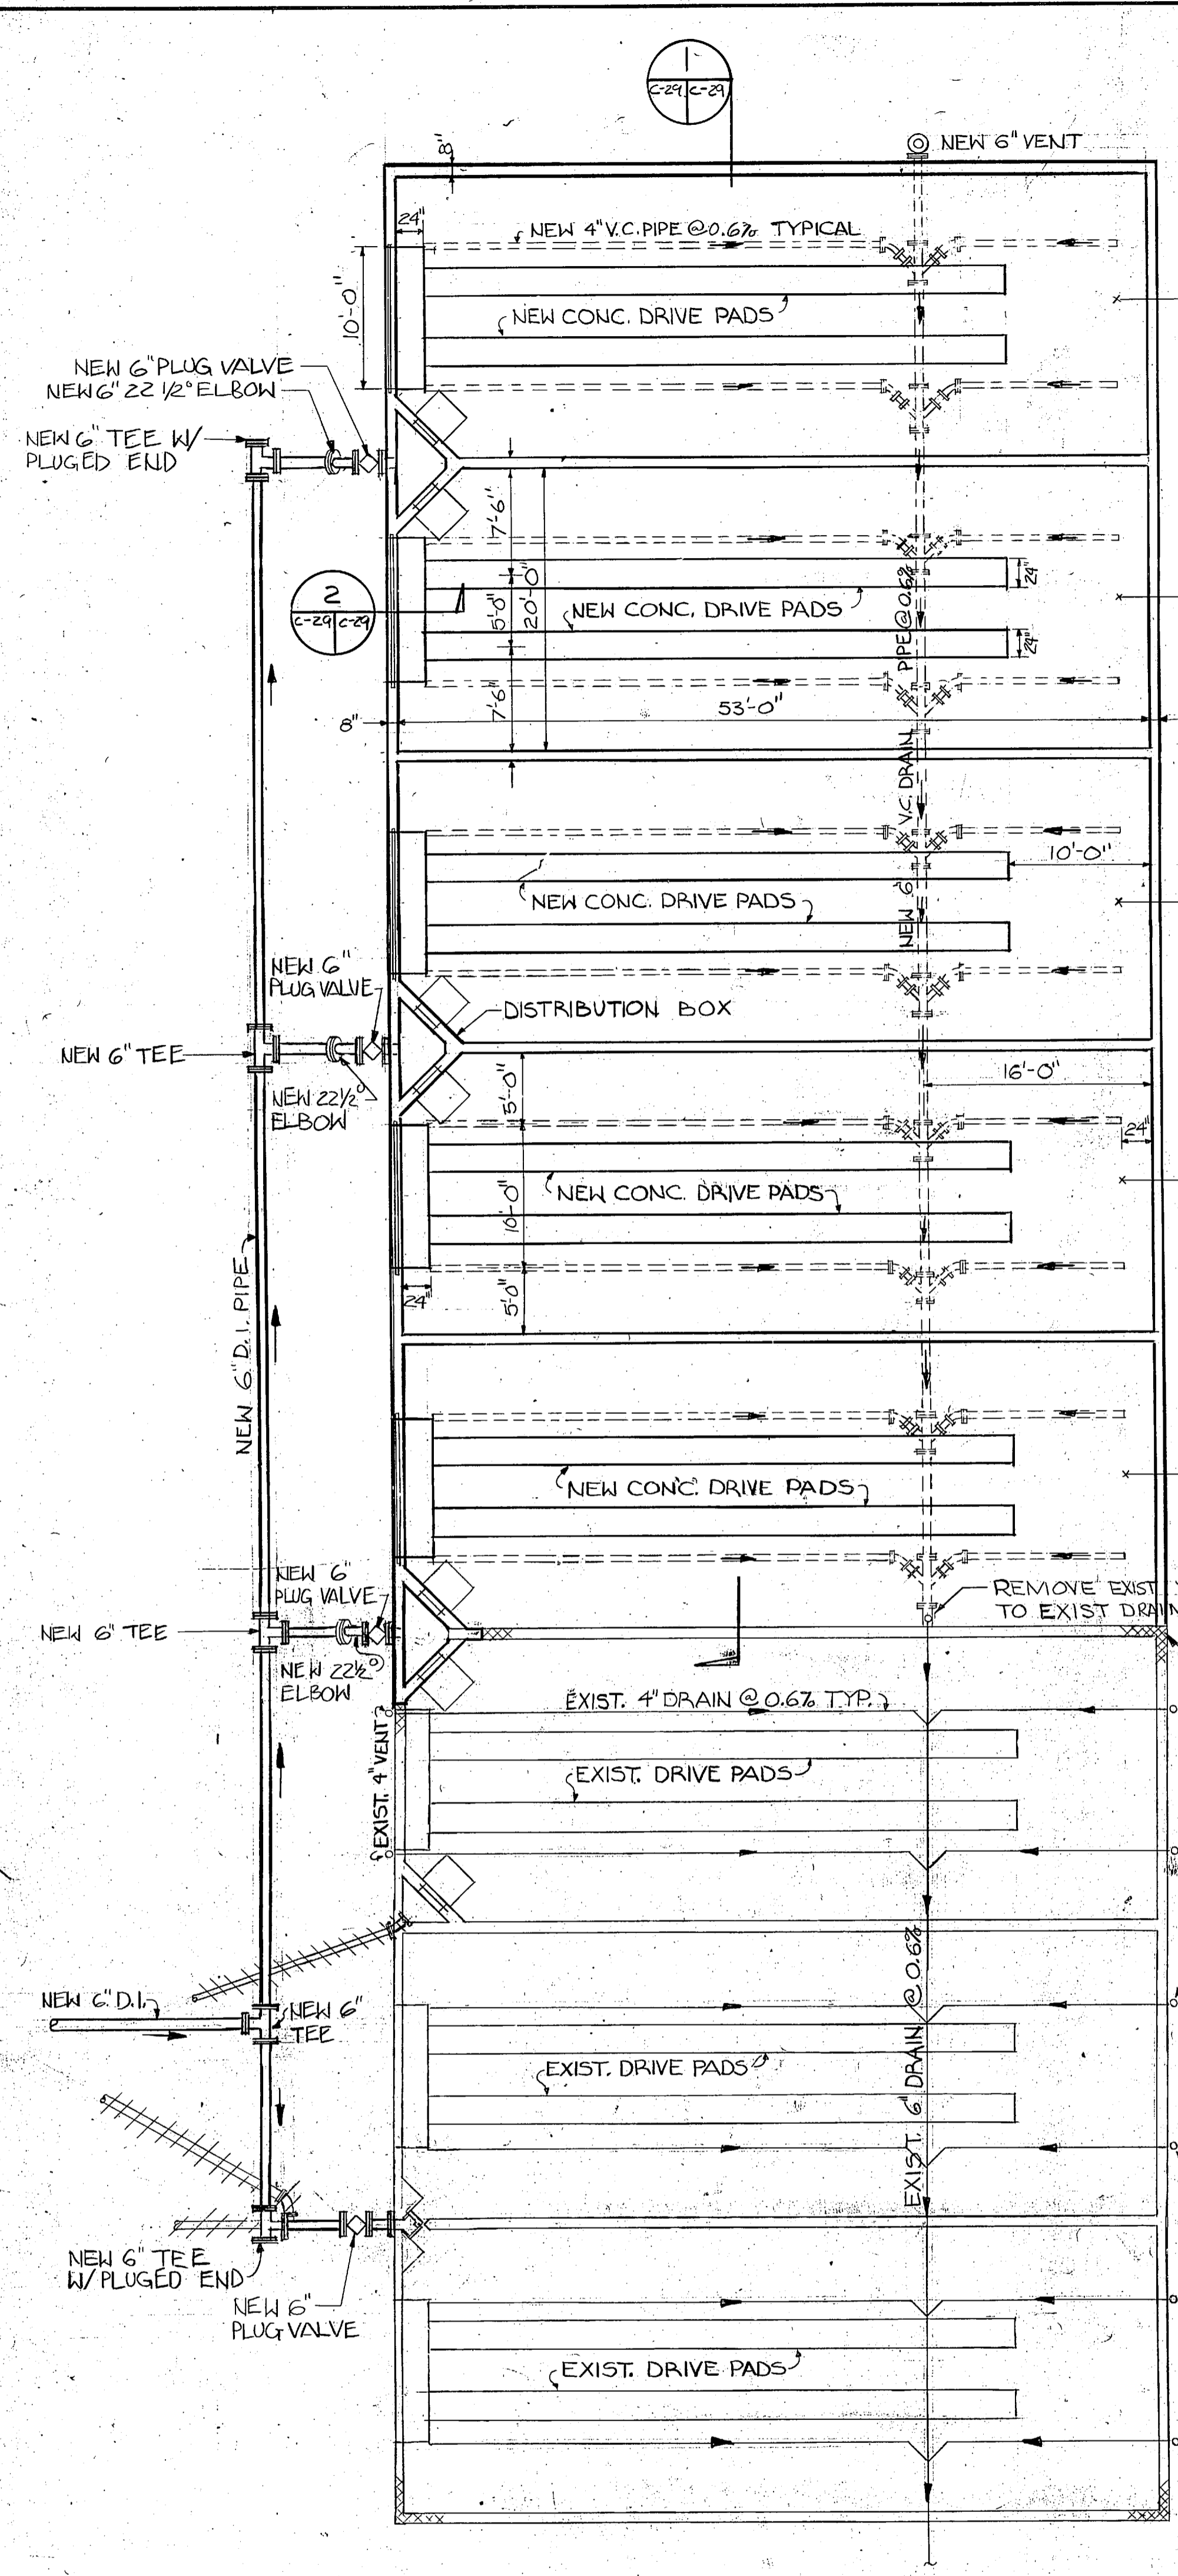 1
C-29 C-29
NEW 6" VENT
8"
24"
NEW 4" V.C. PIPE @ 0.6% TYPICAL
10'-0"
NEW CONC. DRIVE PADS
NEW 6" PLUG VALVE
NEW 6" 22 1/2° ELBOW
NEW 6" TEE W/
PLUGED END
7'-6"
5'-0"
20'-0"
7'-6"
2
C-29 C-29
NEW CONC. DRIVE PADS
24"
24"
8"
53'-0"
NEW 6" V.C. DRAIN PIPE @ 0.6%
10'-0"
NEW CONC. DRIVE PADS
NEW 6"
PLUG VALVE
DISTRIBUTION BOX
NEW 6" TEE
NEW 22 1/2°
ELBOW
16'-0"
5'-0"
24"
10'-0"
NEW CONC. DRIVE PADS
24"
5'-0"
NEW 6" D.I. PIPE
NEW CONC. DRIVE PADS
NEW 6"
PLUG VALVE
REMOVE EXIST
TO EXIST DRAIN
NEW 6" TEE
NEW 22 1/2°
ELBOW
EXIST. 4" DRAIN @ 0.6% TYP.
EXIST. 4" VENT
EXIST. DRIVE PADS
EXIST. 6" DRAIN @ 0.6%
NEW 6" D.I.
NEW 6"
TEE
EXIST. DRIVE PADS
NEW 6" TEE
W/PLUGED END
NEW 6"
PLUG VALVE
EXIST. DRIVE PADS